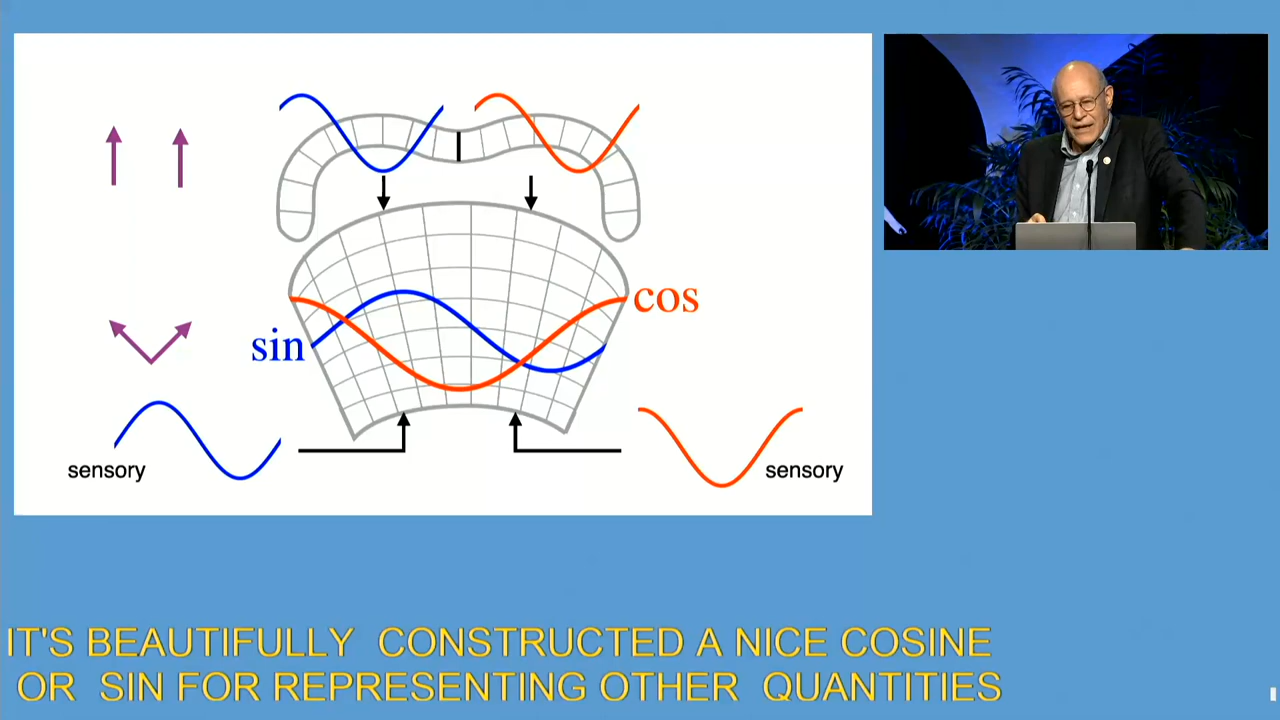 cos
sin
sensory
sensory
IT'S BEAUTIFULLY CONSTRUCTED A NICE COSINE
OR SIN FOR REPRESENTING OTHER QUANTITIES